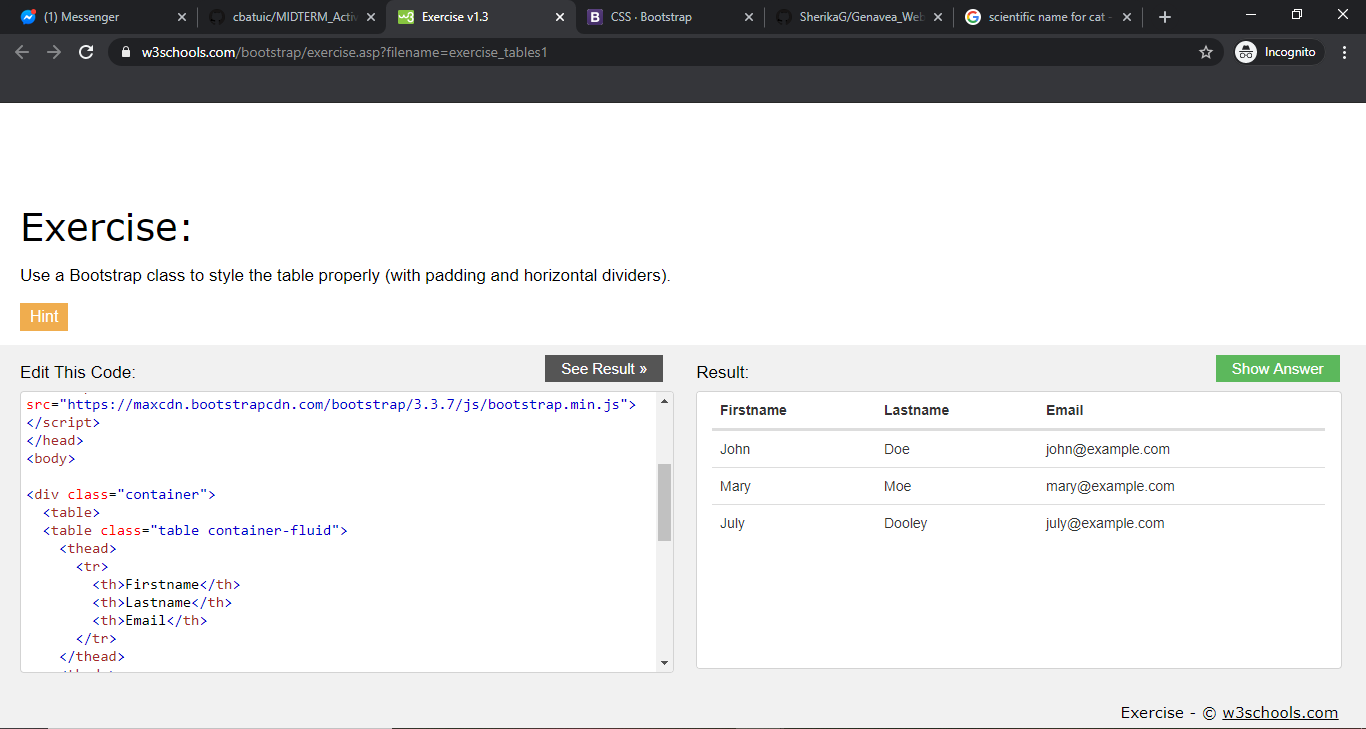 (1) Messenger
cbatuic/MIDTERM_Activ
Exercise v1.3
CSS · Bootstrap
SherikaG/Genavea_Web
scientific name for cat -
w3schools.com/bootstrap/exercise.asp?filename=exercise_tables1
Incognito
Exercise:
Use a Bootstrap class to style the table properly (with padding and horizontal dividers).
Hint
Edit This Code:
See Result »
src="https://maxcdn.bootstrapcdn.com/bootstrap/3.3.7/js/bootstrap.min.js">
</script>
</head>
<body>
<div class="container">
<table>
<table class="table container-fluid">
<thead>
<tr>
<th>Firstname</th>
<th>Lastname</th>
<th>Email</th>
</tr>
</thead>
Result:
Show Answer
Firstname Lastname Email
John Doe john@example.com
Mary Moe mary@example.com
July Dooley july@example.com
Exercise - © w3schools.com